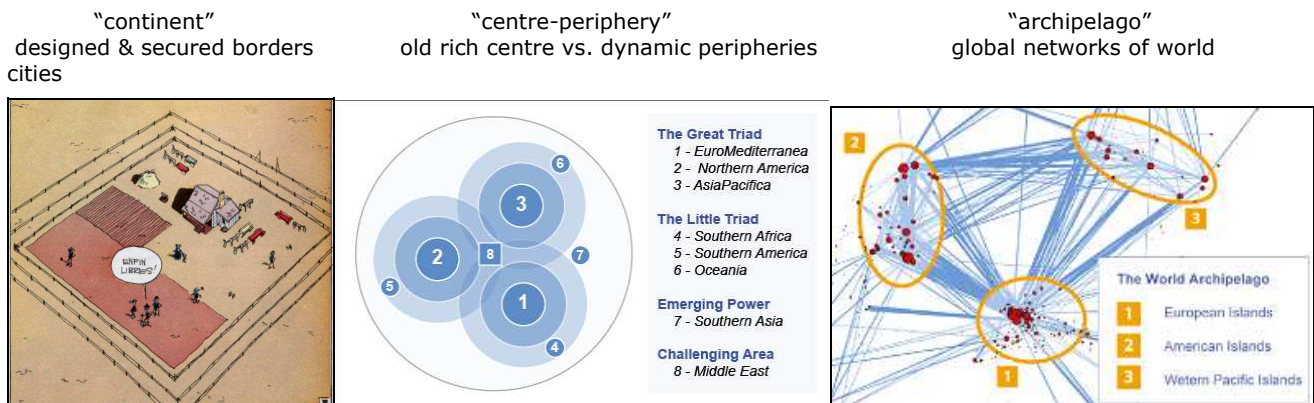 “continent”
designed & secured borders
cities
“centre-periphery”
old rich centre vs. dynamic peripheries
“archipelago”
global networks of world
ENFIN
LIBRES!
1
2
3
4
5
6
7
8
The Great Triad
1 - EuroMediterranea
2 - Northern America
3 - AsiaPacifica
The Little Triad
4 - Southern Africa
5 - Southern America
6 - Oceania
Emerging Power
7 - Southern Asia
Challenging Area
8 - Middle East
2
3
1
The World Archipelago
1 European Islands
2 American Islands
3 Wetern Pacific Islands